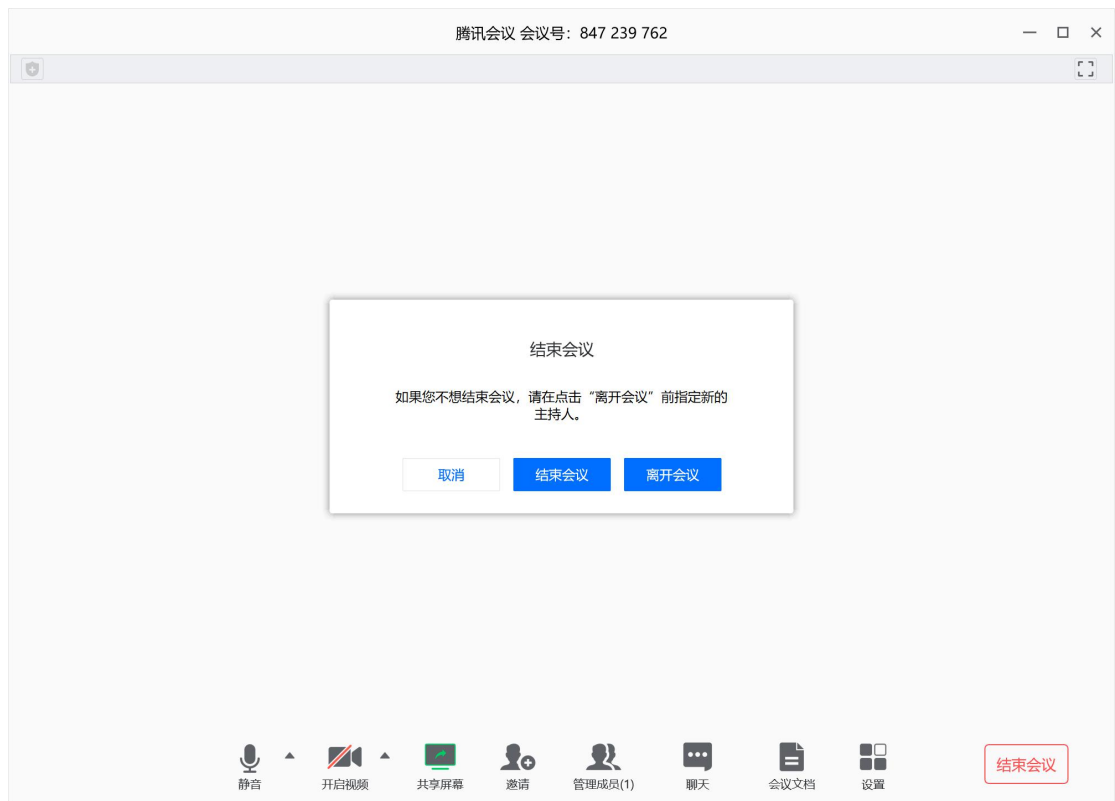 腾讯会议 会议号：847 239 762
结束会议
如果您不想结束会议，请在点击“离开会议”前指定新的
主持人。
取消 结束会议 离开会议
静音 开启视频 共享屏幕 邀请 管理成员(1) 聊天 会议文档 设置 结束会议